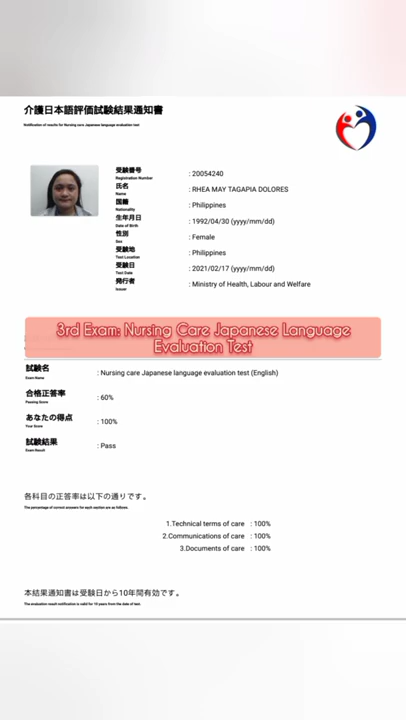 介護日本語評価試験結果通知書
Notification of results for Nursing care Japanese language evaluation test
受験番号
Registration Number
: 20054240
氏名
Name
: RHEA MAY TAGAPIA DOLORES
国籍
Nationality
: Philippines
生年月日
Date of Birth
: 1992/04/30 (yyyy/mm/dd)
性別
Sex
: Female
受験地
Test Location
: Philippines
受験日
Test Date
: 2021/02/17 (yyyy/mm/dd)
発行者
Issuer
: Ministry of Health, Labour and Welfare
3rd Exam: Nursing Care Japanese Language
Evaluation Test
試験名
Exam Name
: Nursing care Japanese language evaluation test (English)
合格正答率
Passing Score
: 60%
あなたの得点
Your Score
: 100%
試験結果
Exam Result
: Pass
各科目の正答率は以下の通りです。
The percentage of correct answers for each section are as follows.
1.Technical terms of care : 100%
2.Communications of care : 100%
3.Documents of care : 100%
本結果通知書は受験日から10年間有効です。
The evaluation result notification is valid for 10 years from the date of test.